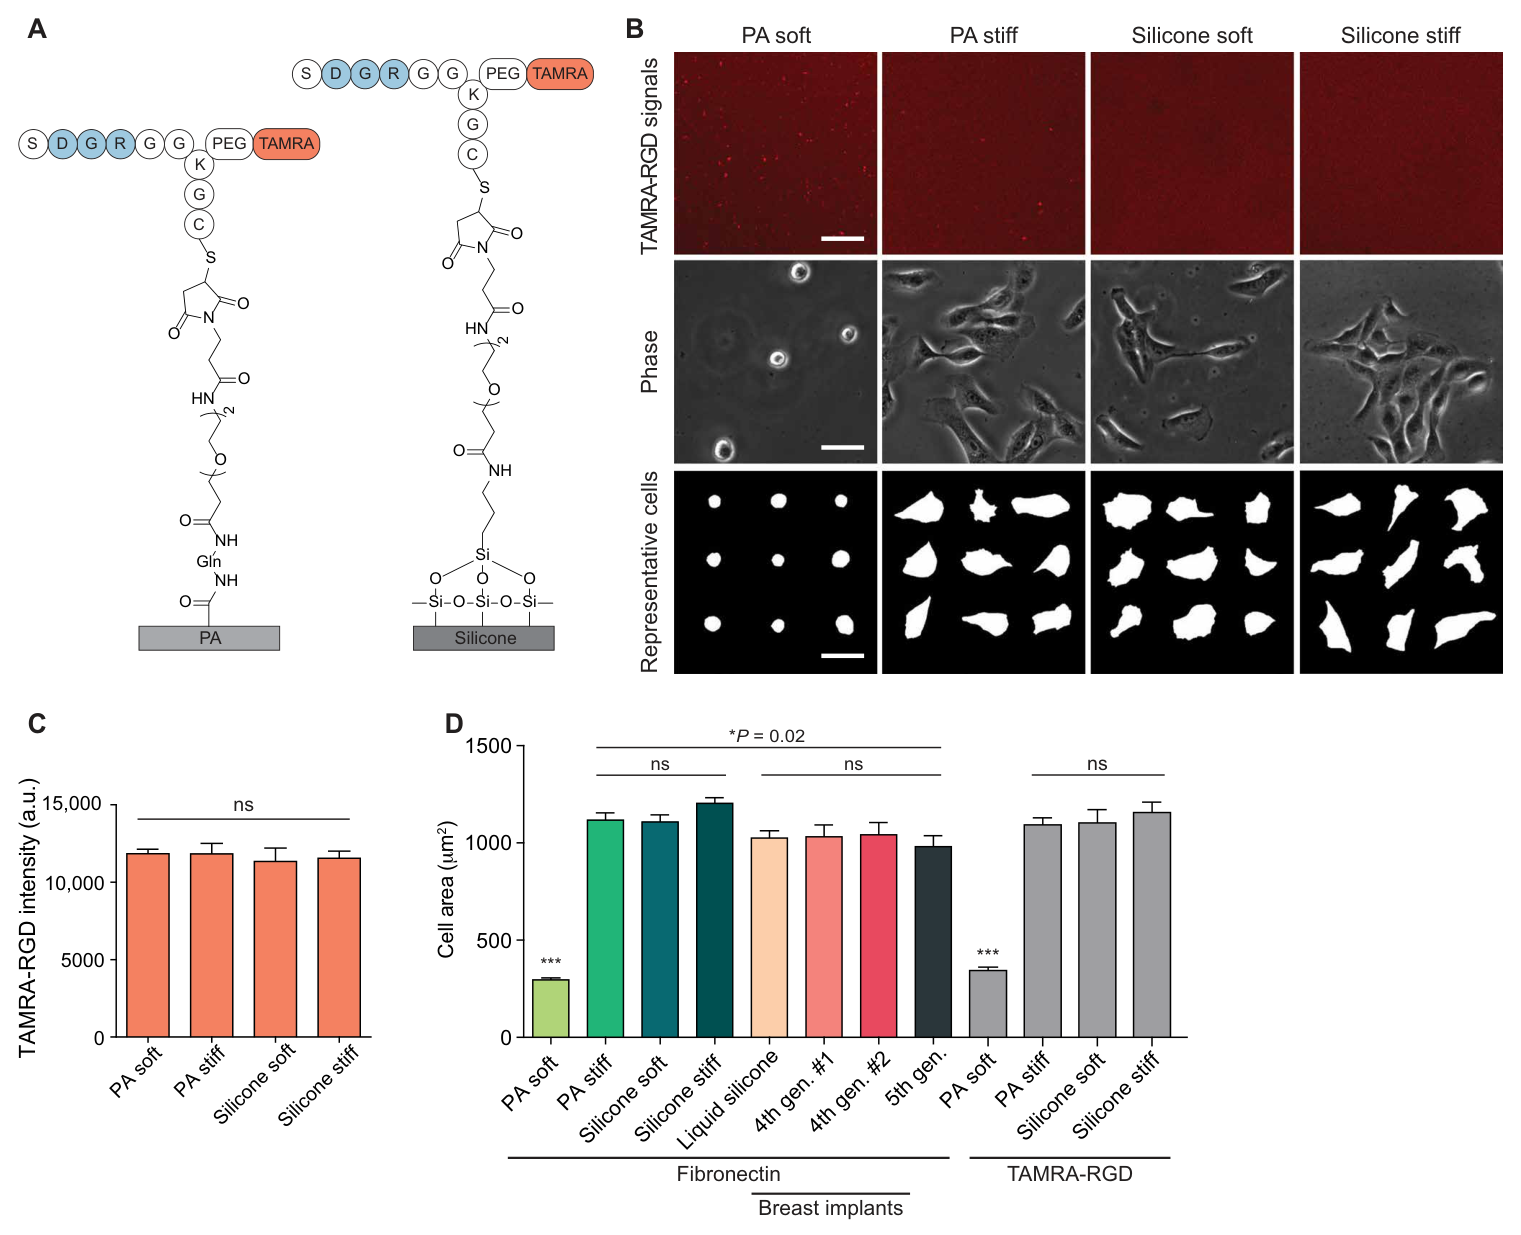 A
S D G R G G PEG TAMRA
K
G
C
S
O
N
O
O
HN
2
O
O
NH
Gln
NH
O
PA
S D G R G G PEG TAMRA
K
G
C
S
O
N
O
O
HN
2
O
O
NH
Si
O O O
Si O Si O Si
Silicone
B
PA soft PA stiff Silicone soft Silicone stiff
TAMRA-RGD signals
Phase
Representative cells
C
TAMRA-RGD intensity (a.u.)
15,000
10,000
5000
0
ns
PA soft
PA stiff
Silicone soft
Silicone stiff
D
Cell area (µm²)
1500
1000
500
0
*P = 0.02
ns ns ns
*** ***
PA soft
PA stiff
Silicone soft
Silicone stiff
Liquid silicone
4th gen. #1
4th gen. #2
5th gen.
PA soft
PA stiff
Silicone soft
Silicone stiff
Fibronectin TAMRA-RGD
Breast implants